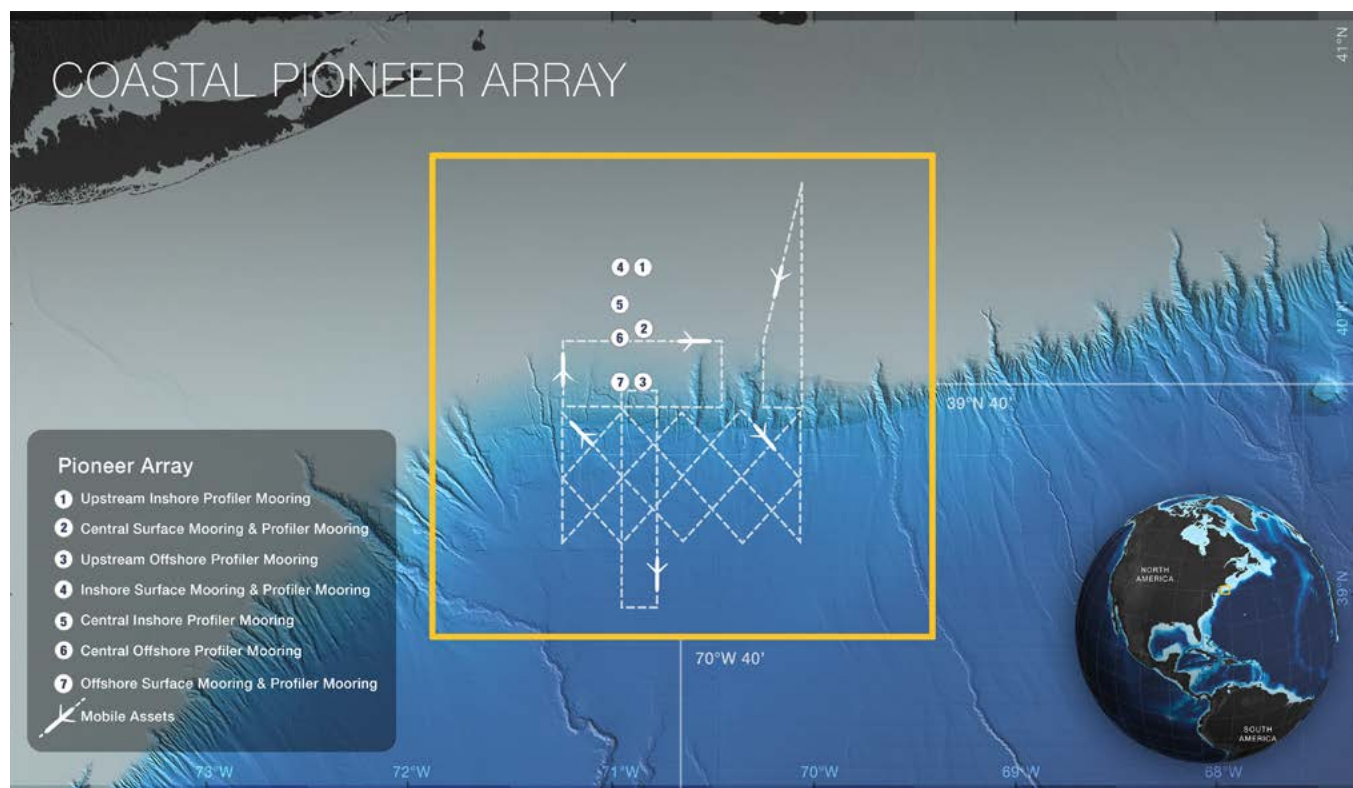 COASTAL PIONEER ARRAY
41°N
4 1
5
2
6
40°N
7 3
39°N 40'
Pioneer Array
1 Upstream Inshore Profiler Mooring
2 Central Surface Mooring & Profiler Mooring
3 Upstream Offshore Profiler Mooring
4 Inshore Surface Mooring & Profiler Mooring
5 Central Inshore Profiler Mooring
6 Central Offshore Profiler Mooring
7 Offshore Surface Mooring & Profiler Mooring
Mobile Assets
NORTH
AMERICA
39°N
70°W 40'
SOUTH
AMERICA
73°W 72°W 71°W 70°W 69°W 68°W